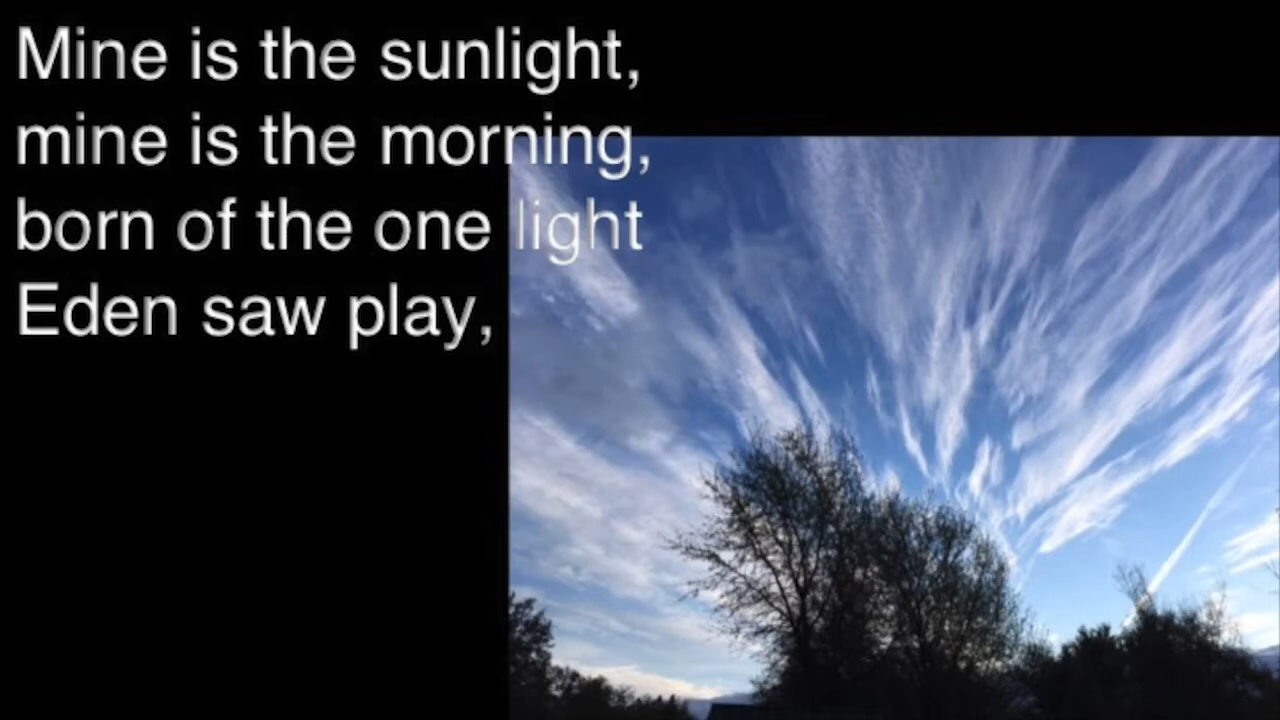 Mine is the sunlight,
mine is the morning,
born of the one light
Eden saw play,